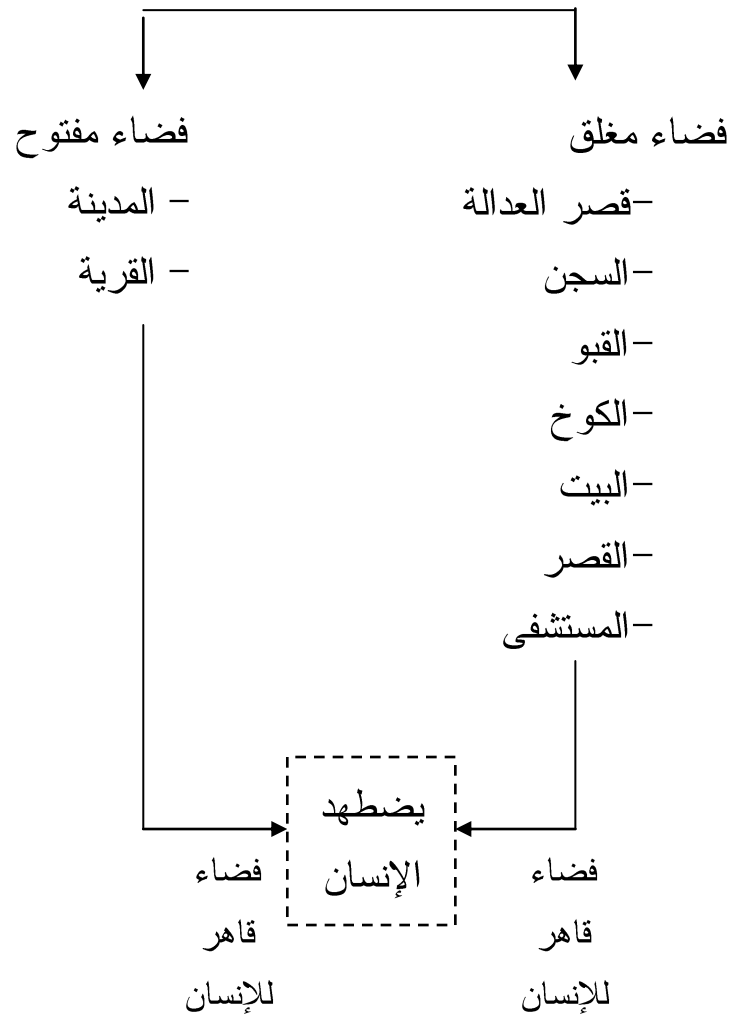 فضاء مغلق
-قصر العدالة
-السجن
-القبو
-الكوخ
-البيت
-القصر
-المستشفى
فضاء مفتوح
- المدينة
- القرية
يضطهد
الإنسان
فضاء
قاهر
للإنسان
فضاء
قاهر
للإنسان